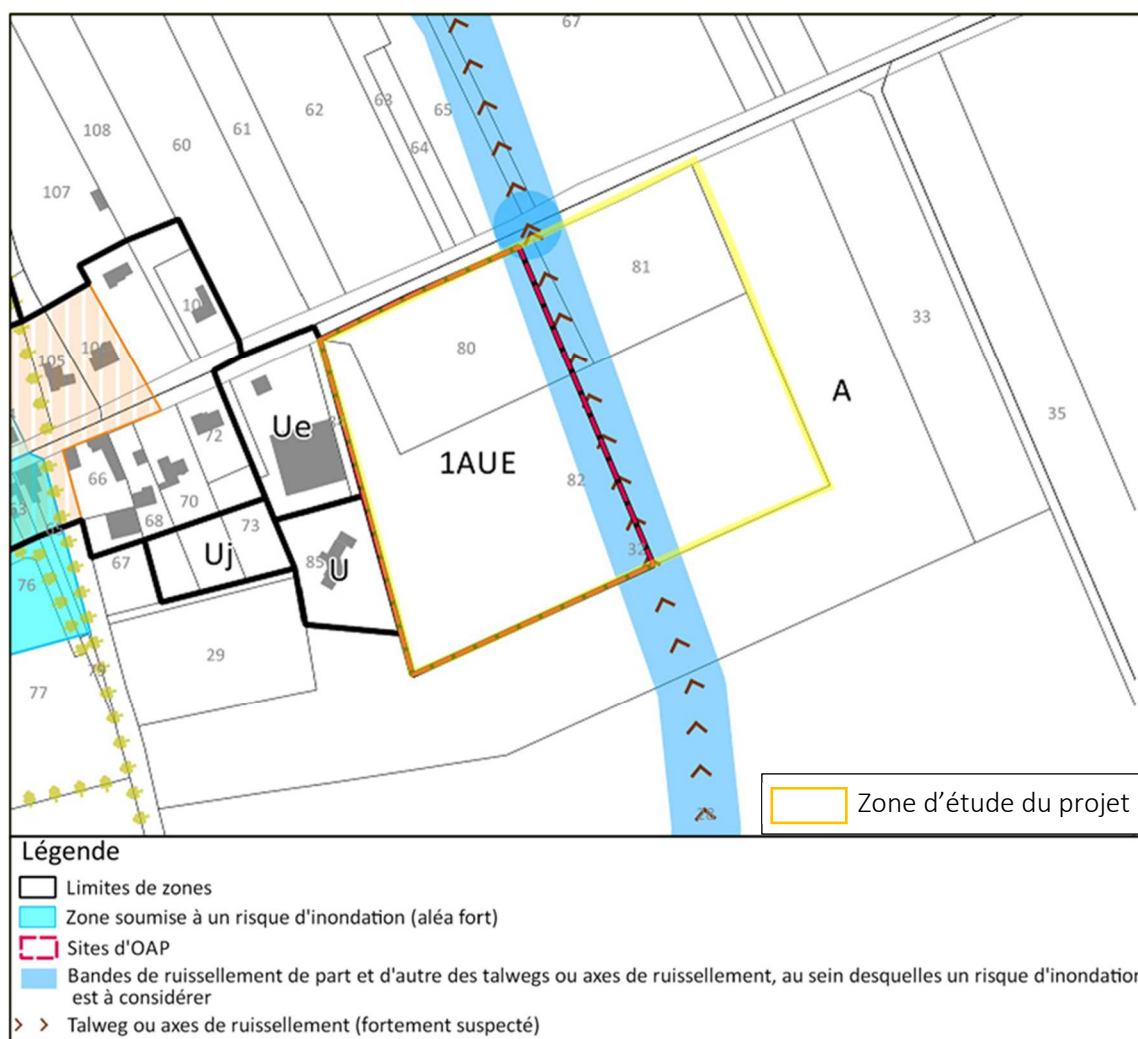 67
108
62
63
61
65
60
64
107
81
33
105
80
A
35
72
Ue
1AUE
66
82
70
73
68
32
76
85
U
67
Uj
29
77
28
Zone d'étude du projet
Légende
Limites de zones
Zone soumise à un risque d'inondation (aléa fort)
Sites d'OAP
Bandes de ruissellement de part et d'autre des talwegs ou axes de ruissellement, au sein desquelles un risque d'inondation
est à considérer
Talweg ou axes de ruissellement (fortement suspecté)